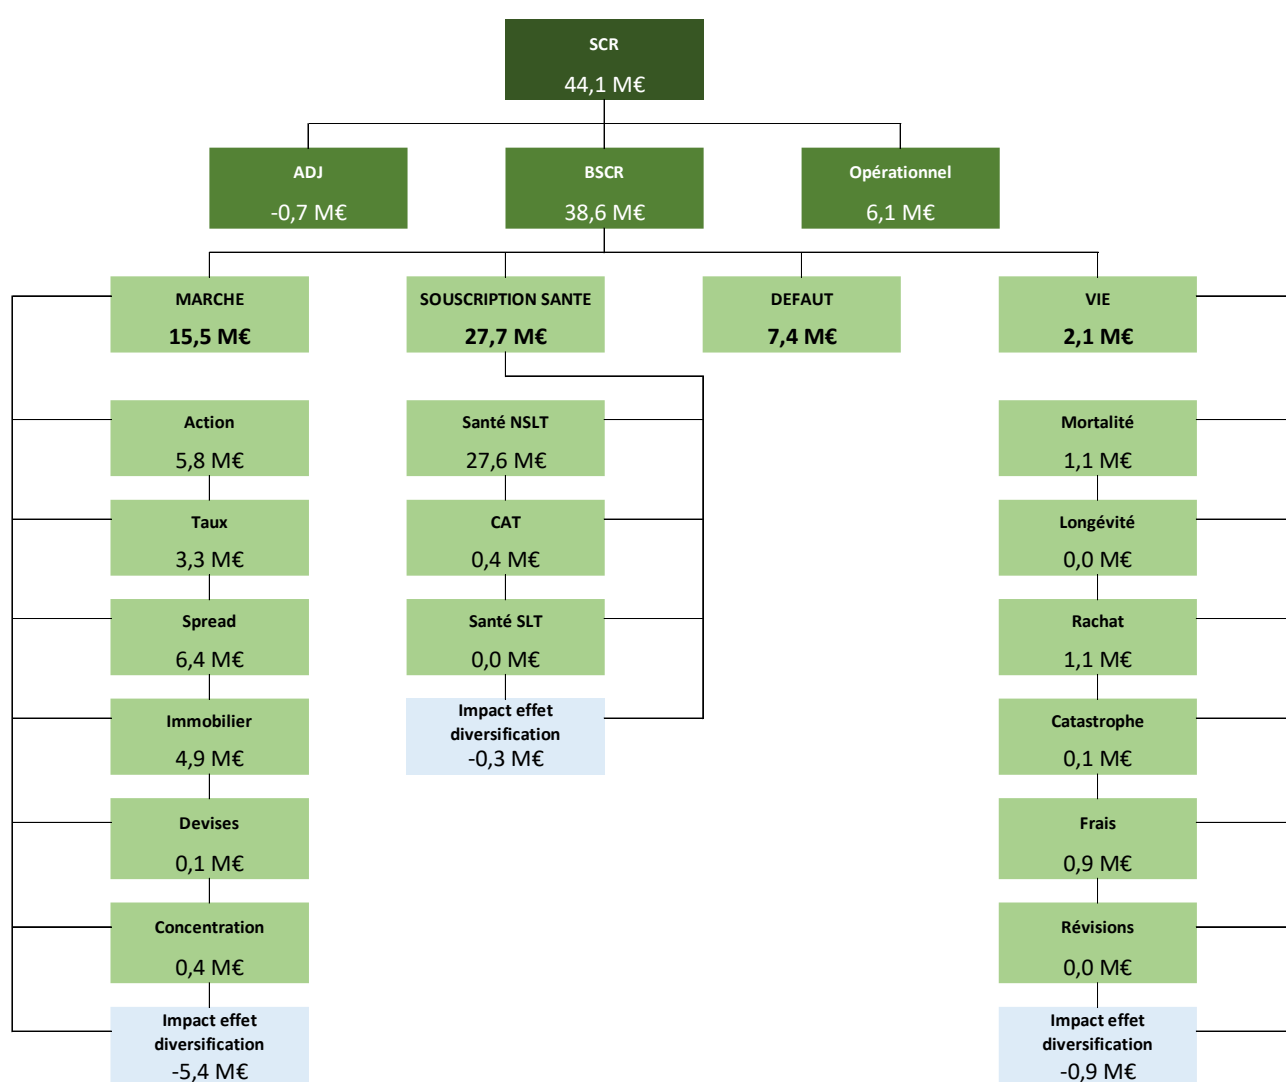 SCR
44,1 M€
ADJ
-0,7 M€
BSCR
38,6 M€
Opérationnel
6,1 M€
MARCHE
15,5 M€
SOUSCRIPTION SANTE
27,7 M€
DEFAUT
7,4 M€
VIE
2,1 M€
Action
5,8 M€
Taux
3,3 M€
Spread
6,4 M€
Immobilier
4,9 M€
Devises
0,1 M€
Concentration
0,4 M€
Impact effet
diversification
-5,4 M€
Santé NSLT
27,6 M€
CAT
0,4 M€
Santé SLT
0,0 M€
Impact effet
diversification
-0,3 M€
Mortalité
1,1 M€
Longévité
0,0 M€
Rachat
1,1 M€
Catastrophe
0,1 M€
Frais
0,9 M€
Révisions
0,0 M€
Impact effet
diversification
-0,9 M€